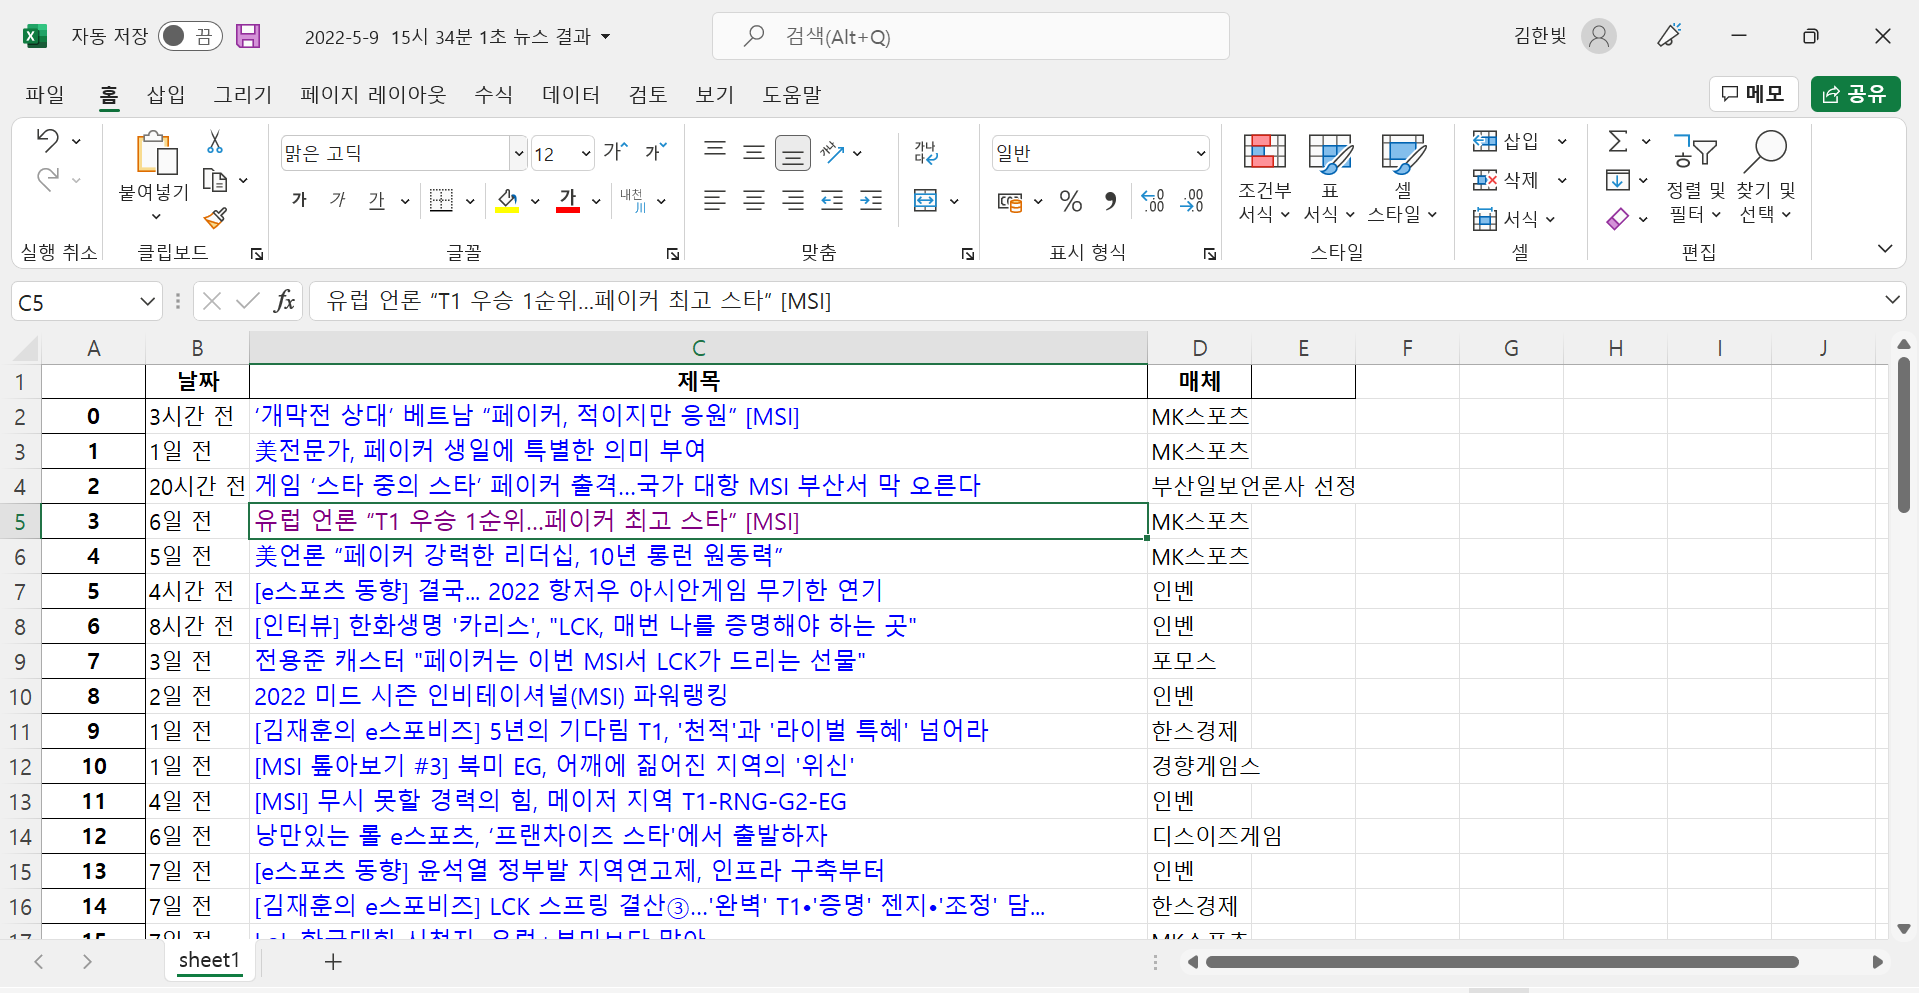 자동 저장 끔 2022-5-9 15시 34분 1초 뉴스 결과 검색(Alt+Q) 김한빛
파일 홈 삽입 그리기 페이지 레이아웃 수식 데이터 검토 보기 도움말 메모 공유
맑은 고딕 12 가 가 가나다 일반
붙여넣기 가 가 가 가 내천 % .00 .00
조건부 서식 표 서식 셀 스타일 삽입 삭제 서식 정렬 및 필터 찾기 및 선택
실행 취소 클립보드 글꼴 맞춤 표시 형식 스타일 셀 편집
C5 fx 유럽 언론 “T1 우승 1순위…페이커 최고 스타” [MSI]
A B C D E F G H I J
1 날짜 제목 매체
2 0 3시간 전 ‘개막전 상대’ 베트남 “페이커, 적이지만 응원” [MSI] MK스포츠
3 1 1일 전 美전문가, 페이커 생일에 특별한 의미 부여 MK스포츠
4 2 20시간 전 게임 ‘스타 중의 스타’ 페이커 출격…국가 대항 MSI 부산서 막 오른다 부산일보언론사 선정
5 3 6일 전 유럽 언론 “T1 우승 1순위…페이커 최고 스타” [MSI] MK스포츠
6 4 5일 전 美언론 “페이커 강력한 리더십, 10년 롱런 원동력“ MK스포츠
7 5 4시간 전 [e스포츠 동향] 결국... 2022 항저우 아시안게임 무기한 연기 인벤
8 6 8시간 전 [인터뷰] 한화생명 '카리스', "LCK, 매번 나를 증명해야 하는 곳" 인벤
9 7 3일 전 전용준 캐스터 "페이커는 이번 MSI서 LCK가 드리는 선물" 포모스
10 8 2일 전 2022 미드 시즌 인비테이셔널(MSI) 파워랭킹 인벤
11 9 1일 전 [김재훈의 e스포비즈] 5년의 기다림 T1, '천적'과 '라이벌 특혜' 넘어라 한스경제
12 10 1일 전 [MSI 톺아보기 #3] 북미 EG, 어깨에 짊어진 지역의 '위신' 경향게임스
13 11 4일 전 [MSI] 무시 못할 경력의 힘, 메이저 지역 T1-RNG-G2-EG 인벤
14 12 6일 전 낭만있는 롤 e스포츠, ‘프랜차이즈 스타'에서 출발하자 디스이즈게임
15 13 7일 전 [e스포츠 동향] 윤석열 정부발 지역연고제, 인프라 구축부터 인벤
16 14 7일 전 [김재훈의 e스포비즈] LCK 스프링 결산③…'완벽' T1•'증명' 젠지•'조정' 담... 한스경제
sheet1